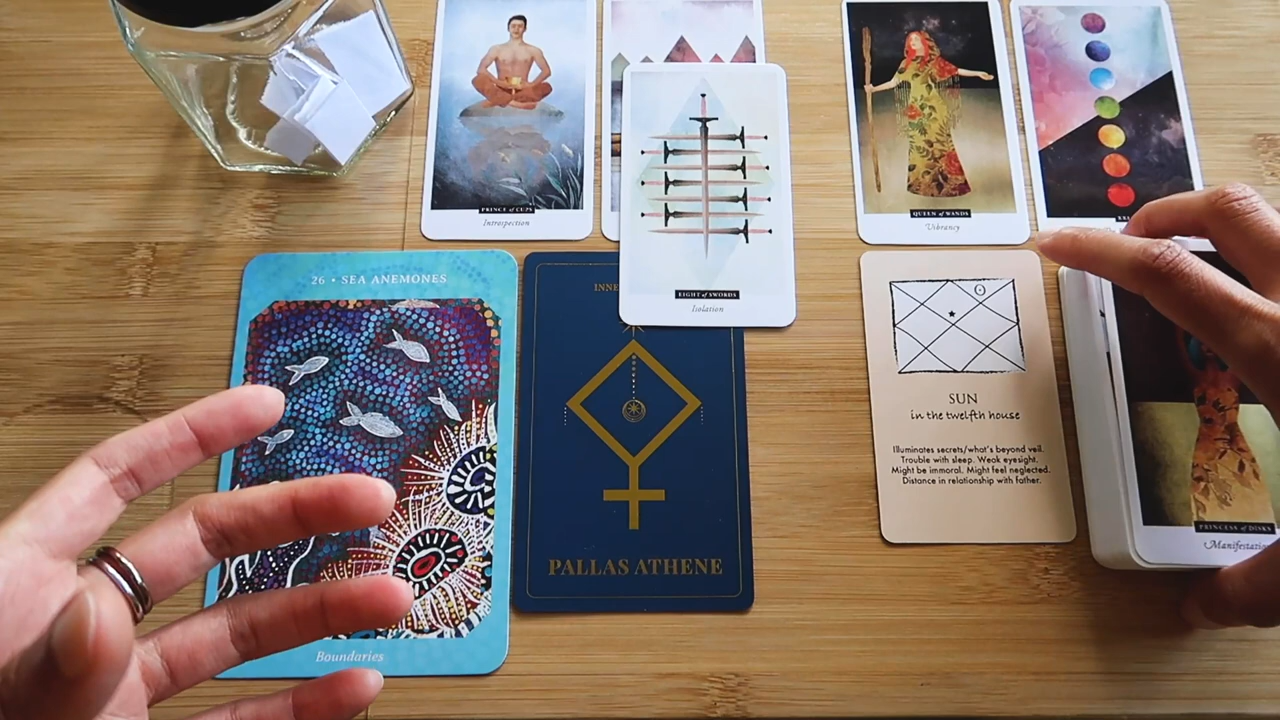 PRINCE of CUPS
Introspection
EIGHT of SWORDS
Isolation
QUEEN of WANDS
Vibrancy
26 • SEA ANEMONES
Boundaries
PALLAS ATHENE
SUN
in the twelfth house
Illuminates secrets/what's beyond veil.
Trouble with sleep. Weak eyesight.
Might be immoral. Might feel neglected.
Distance in relationship with father.
PRINCESS of DISKS